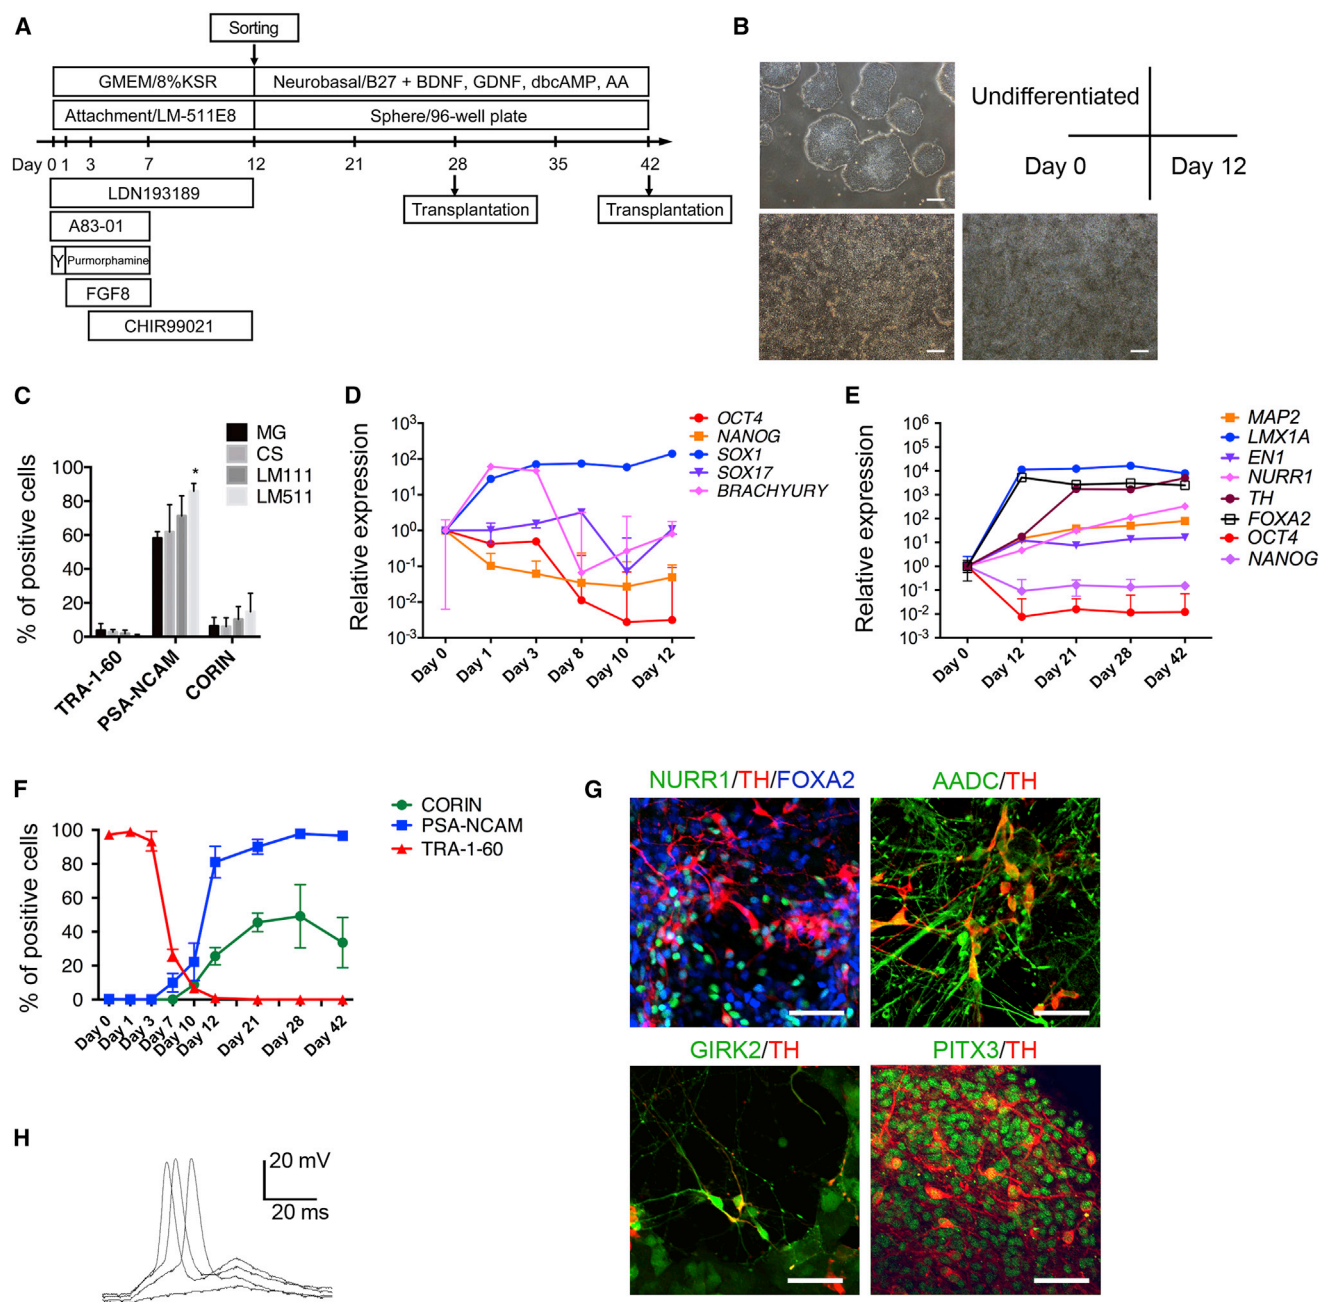 A
Sorting
GMEM/8%KSR
Neurobasal/B27 + BDNF, GDNF, dbcAMP, AA
Attachment/LM-511E8
Sphere/96-well plate
Day 0 1 3 7 12 21 28 35 42
LDN193189
Transplantation
Transplantation
A83-01
Y
Purmorphamine
FGF8
CHIR99021
B
Undifferentiated
Day 0
Day 12
C
MG
CS
LM111
LM511
% of positive cells
100
80
60
40
20
0
*
TRA-1-60
PSA-NCAM
CORIN
D
Relative expression
10³
10²
10¹
10⁰
10⁻¹
10⁻²
10⁻³
Day 0
Day 1
Day 3
Day 8
Day 10
Day 12
OCT4
NANOG
SOX1
SOX17
BRACHYURY
E
Relative expression
10⁶
10⁵
10⁴
10³
10²
10¹
10⁰
10⁻¹
10⁻²
10⁻³
Day 0
Day 12
Day 21
Day 28
Day 42
MAP2
LMX1A
EN1
NURR1
TH
FOXA2
OCT4
NANOG
F
CORIN
PSA-NCAM
TRA-1-60
% of positive cells
100
80
60
40
20
0
Day 0
Day 1
Day 3
Day 7
Day 10
Day 12
Day 21
Day 28
Day 42
G
NURR1/TH/FOXA2
AADC/TH
GIRK2/TH
PITX3/TH
H
20 mV
20 ms